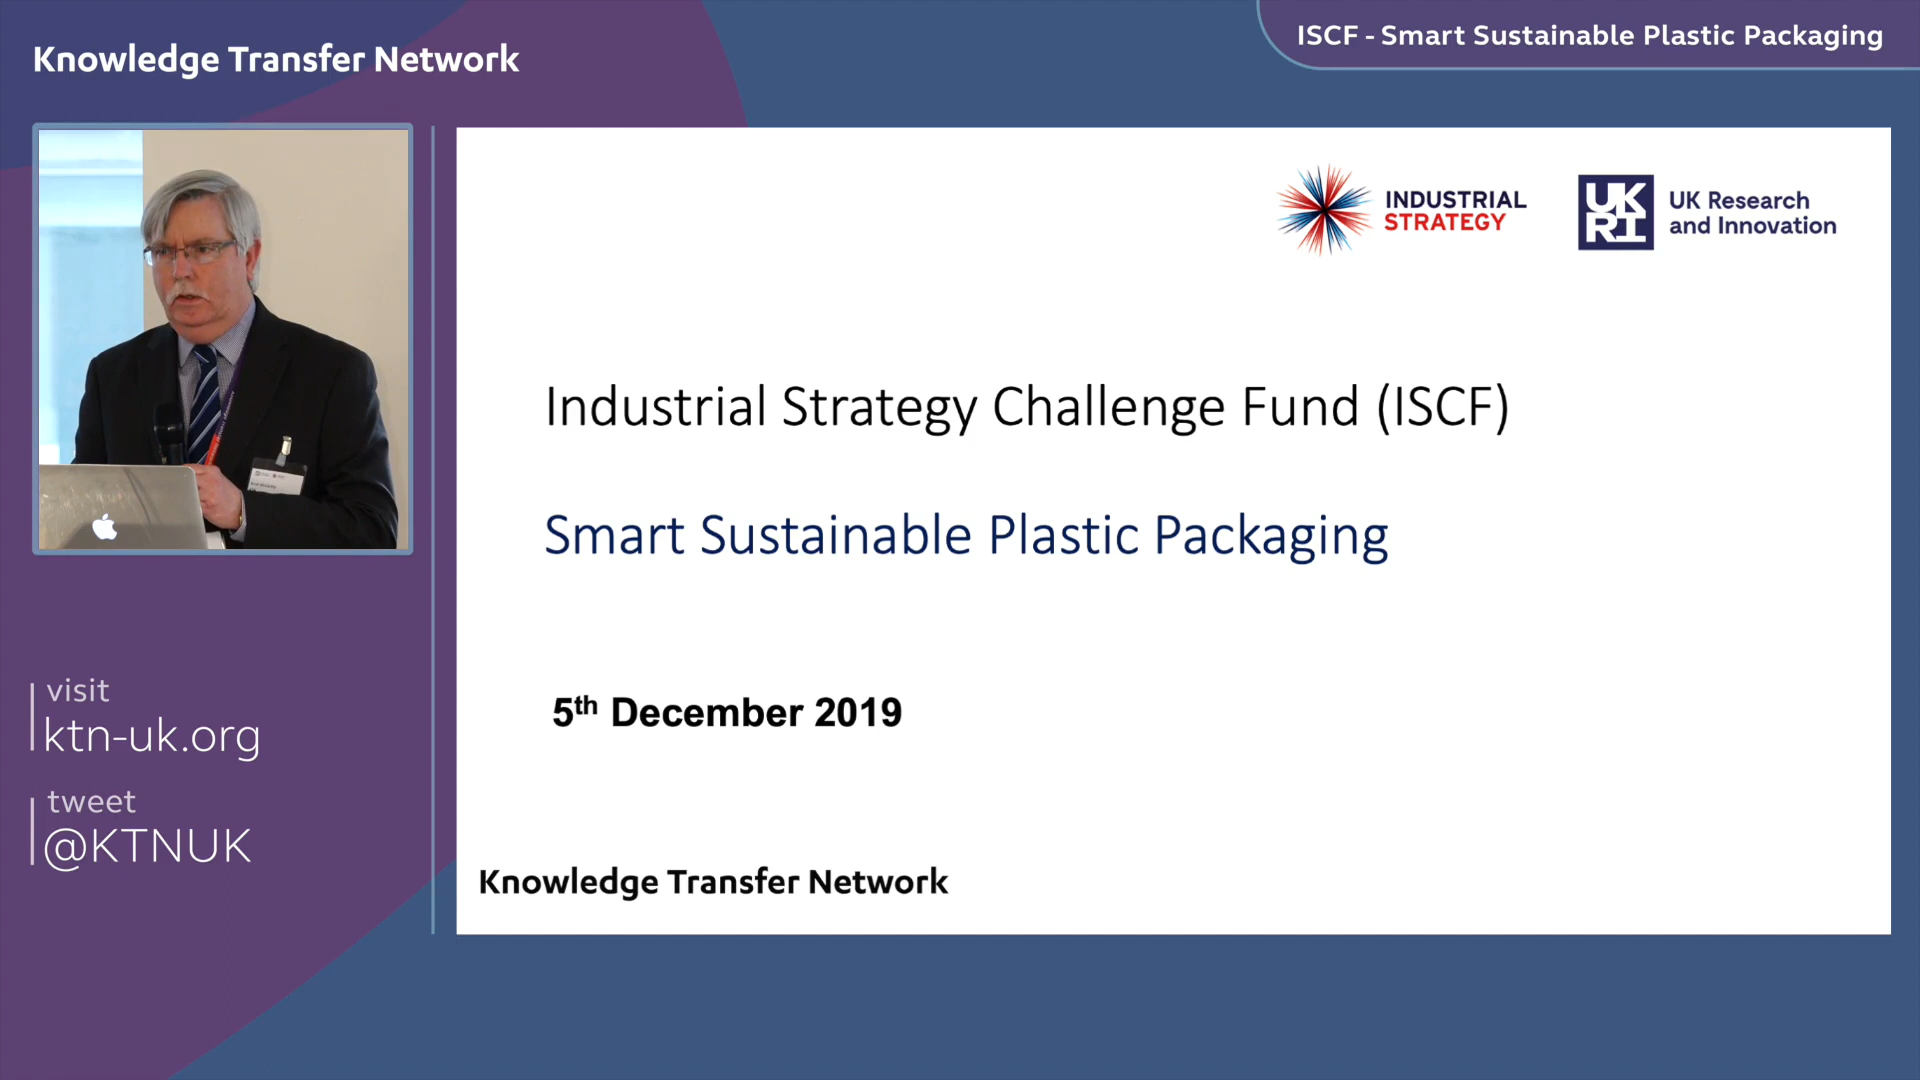 Knowledge Transfer Network
ISCF - Smart Sustainable Plastic Packaging
INDUSTRIAL
STRATEGY
UK
RI
UK Research
and Innovation
Industrial Strategy Challenge Fund (ISCF)
Smart Sustainable Plastic Packaging
5th December 2019
Knowledge Transfer Network
visit
ktn-uk.org
tweet
@KTNUK